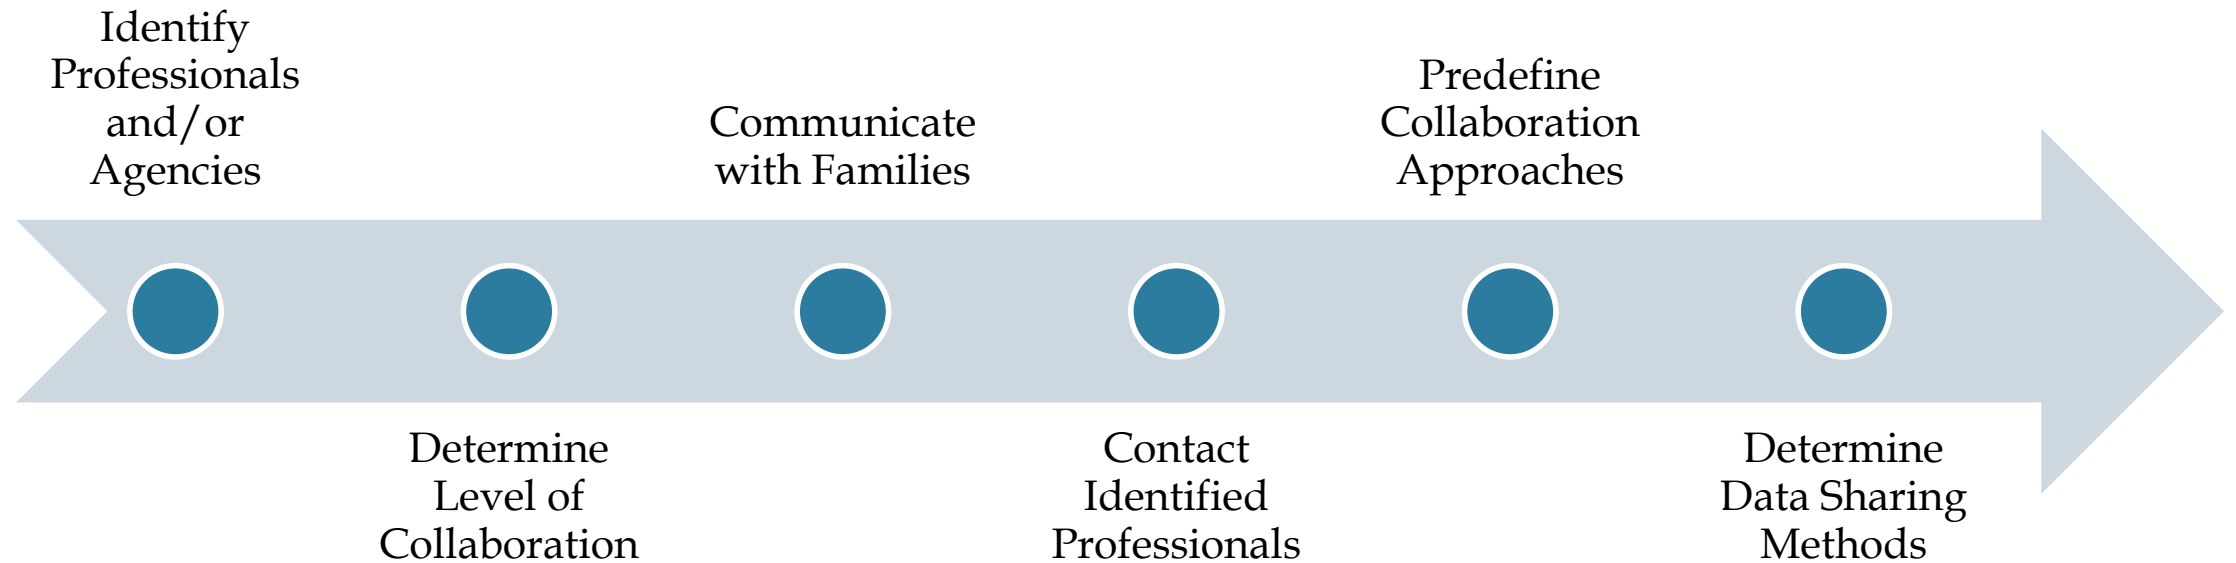 Identify
Professionals
and/or
Agencies
Determine
Level of
Collaboration
Communicate
with Families
Contact
Identified
Professionals
Predefine
Collaboration
Approaches
Determine
Data Sharing
Methods